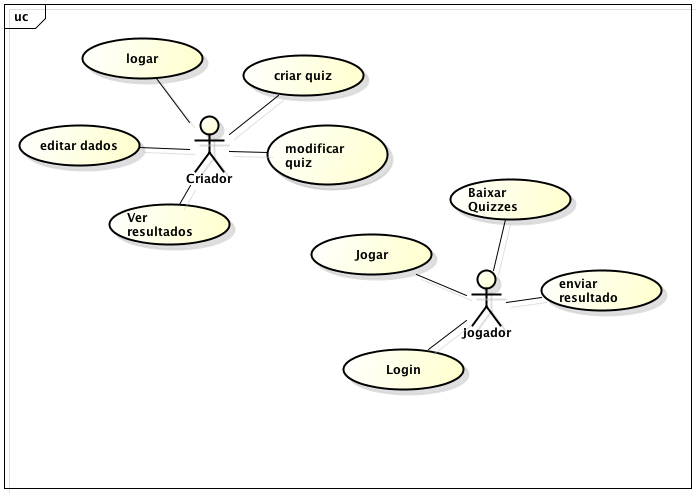 uc
logar
criar quiz
editar dados
modificar
quiz
Criador
Ver
resultados
Baixar
Quizzes
Jogar
enviar
resultado
Jogador
Login